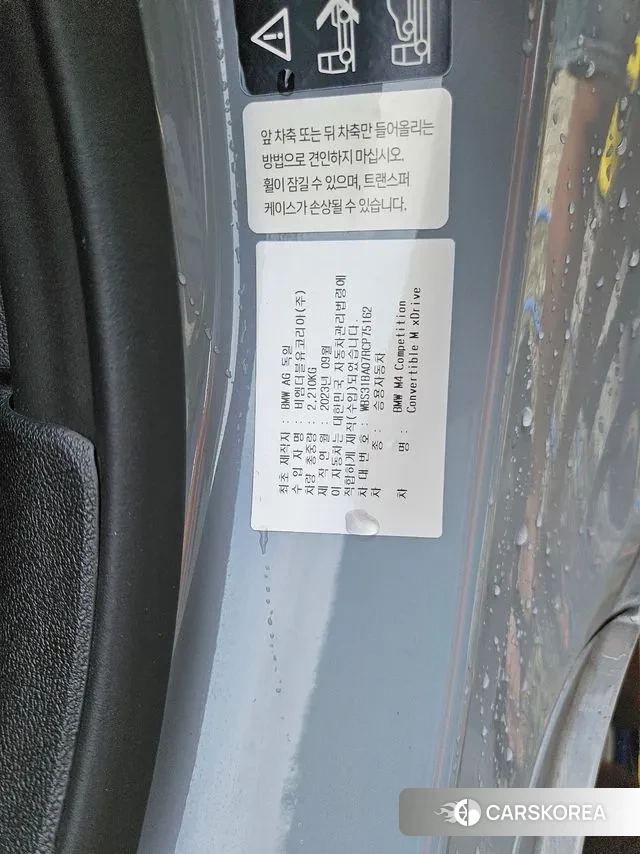 앞 차축 또는 뒤 차축만 들어올리는
방법으로 견인하지 마십시오.
휠이 잠길 수 있으며, 트랜스퍼
케이스가 손상될 수 있습니다.
최초 제작자 : BMW AG 독일
수 입 자 명 : 비엠더블유코리아(주)
차량 총중량 : 2,210KG
제 작 연 월 : 2023년 09월
이 자동차는 대한민국 자동차관리법령에
적합하게 제작(수입)되었습니다.
차 대 번 호 : WBS31BA07RCP75162
차 종 : 승용자동차
차 명 : BMW M4 Competition
Convertible M xDrive
CARSKOREA